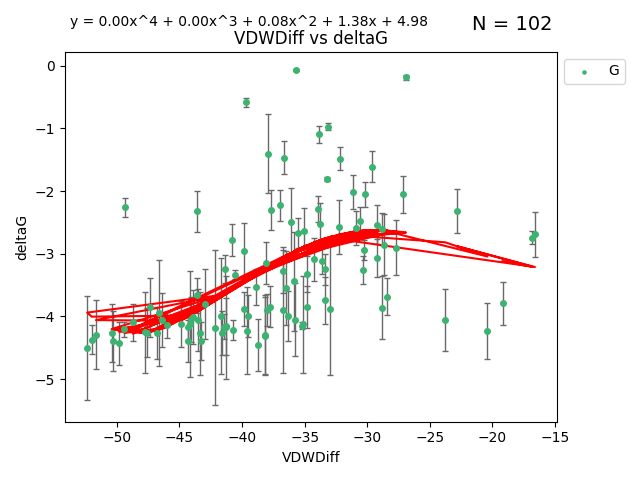 y = 0.00x^4 + 0.00x^3 + 0.08x^2 + 1.38x + 4.98
N = 102
VDWDiff vs deltaG
G
0
−1
−2
−3
−4
−5
deltaG
−50 −45 −40 −35 −30 −25 −20 −15
VDWDiff